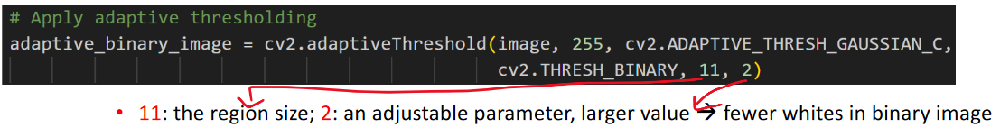 # Apply adaptive thresholding
adaptive_binary_image = cv2.adaptiveThreshold(image, 255, cv2.ADAPTIVE_THRESH_GAUSSIAN_C,
cv2.THRESH_BINARY, 11, 2)
• 11: the region size; 2: an adjustable parameter, larger value → fewer whites in binary image